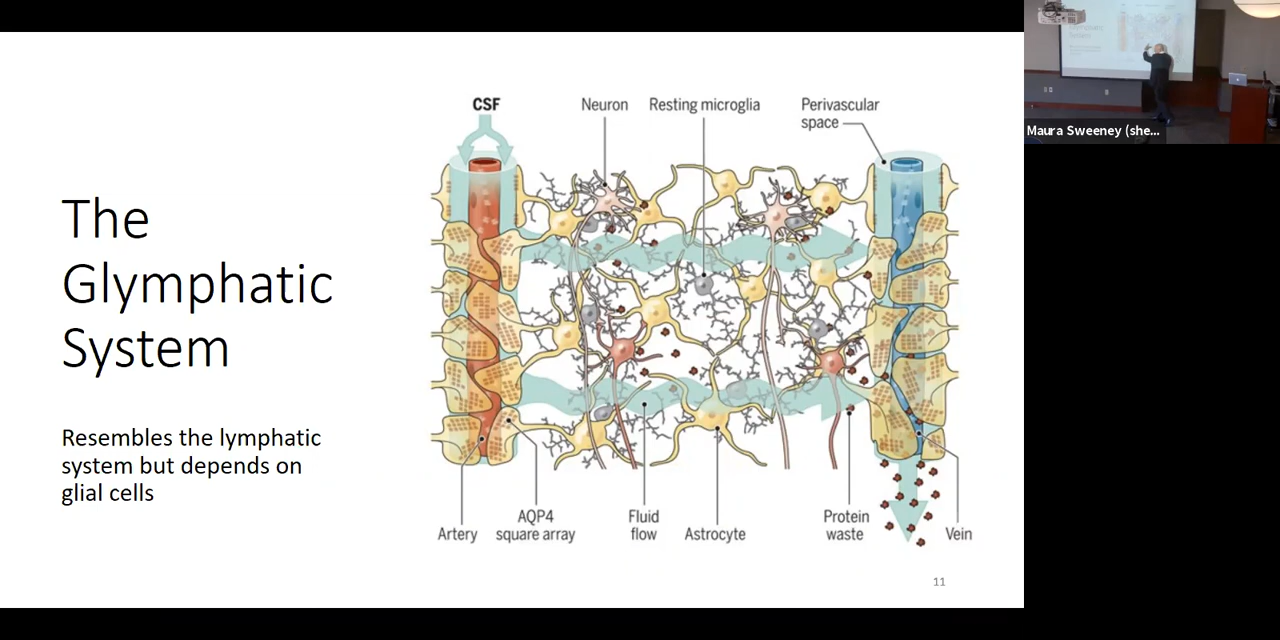 The
Glymphatic
System
Resembles the lymphatic
system but depends on
glial cells
CSF
Neuron
Resting microglia
Perivascular
space
Artery
AQP4
square array
Fluid
flow
Astrocyte
Protein
waste
Vein
11
Maura Sweeney (she...